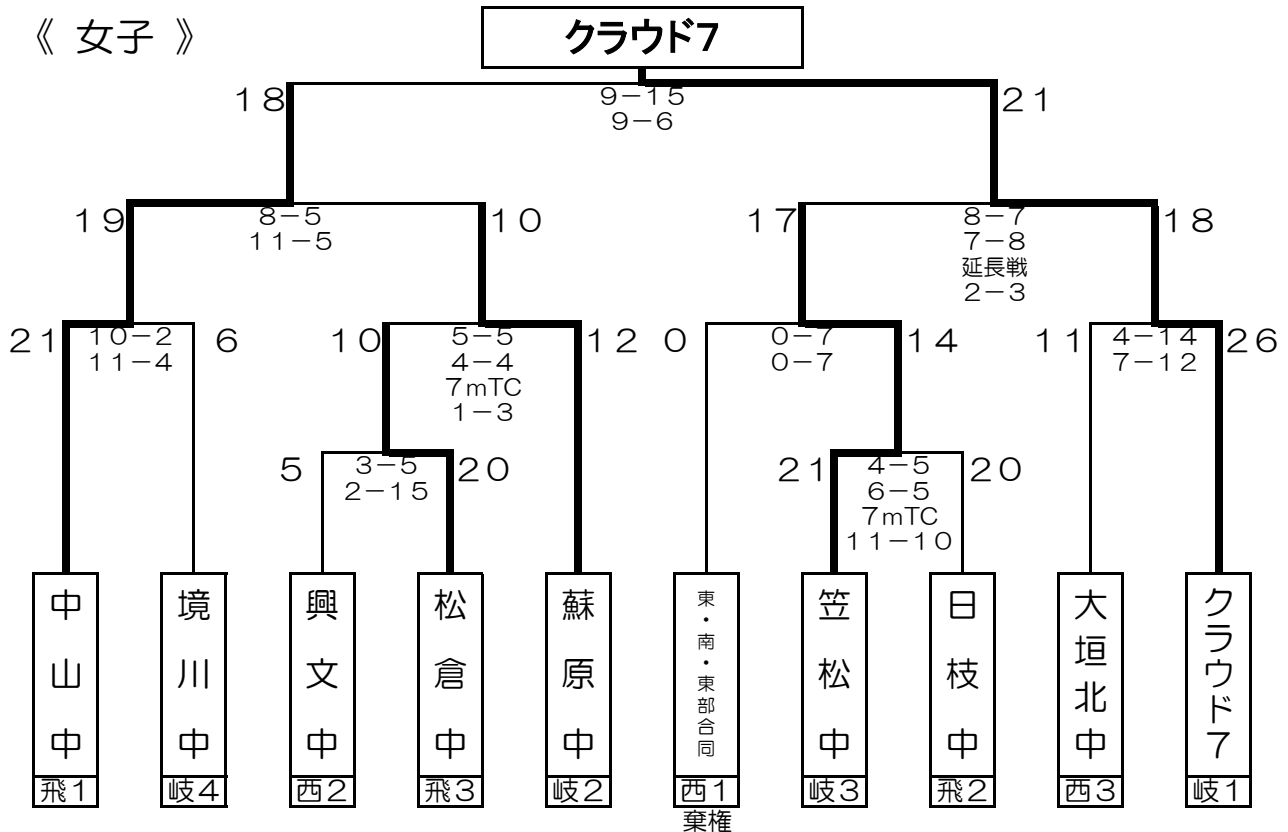 《 女子 》
クラウド７
１８
９－１５
９－６
２１
１９
８－５
１１－５
１０
１７
８－７
７－８
延長戦
２－３
１８
２１
１０－２
１１－４
６
１０
５－５
４－４
７ｍTC
１－３
１２
０
０－７
０－７
１４
１１
４－１４
７－１２
２６
５
３－５
２－１５
２０
２１
４－５
６－５
７ｍTC
１１－１０
２０
中山中
飛１
境川中
岐４
興文中
西２
松倉中
飛３
蘇原中
岐２
東・南・東部合同
西１
棄権
笠松中
岐３
日枝中
飛２
大垣北中
西３
クラウド７
岐１